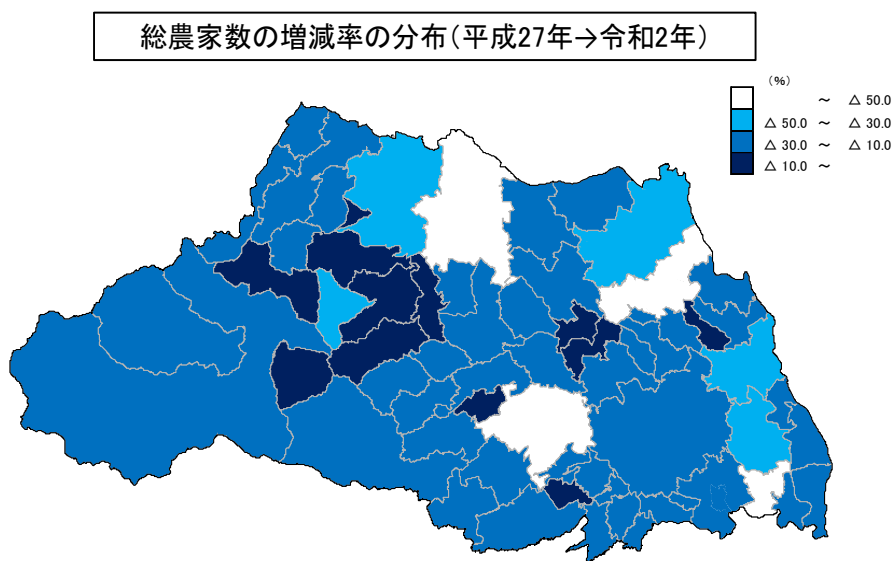 総農家数の増減率の分布(平成27年→令和2年)
(%)
~ △ 50.0
△ 50.0 ~ △ 30.0
△ 30.0 ~ △ 10.0
△ 10.0 ~